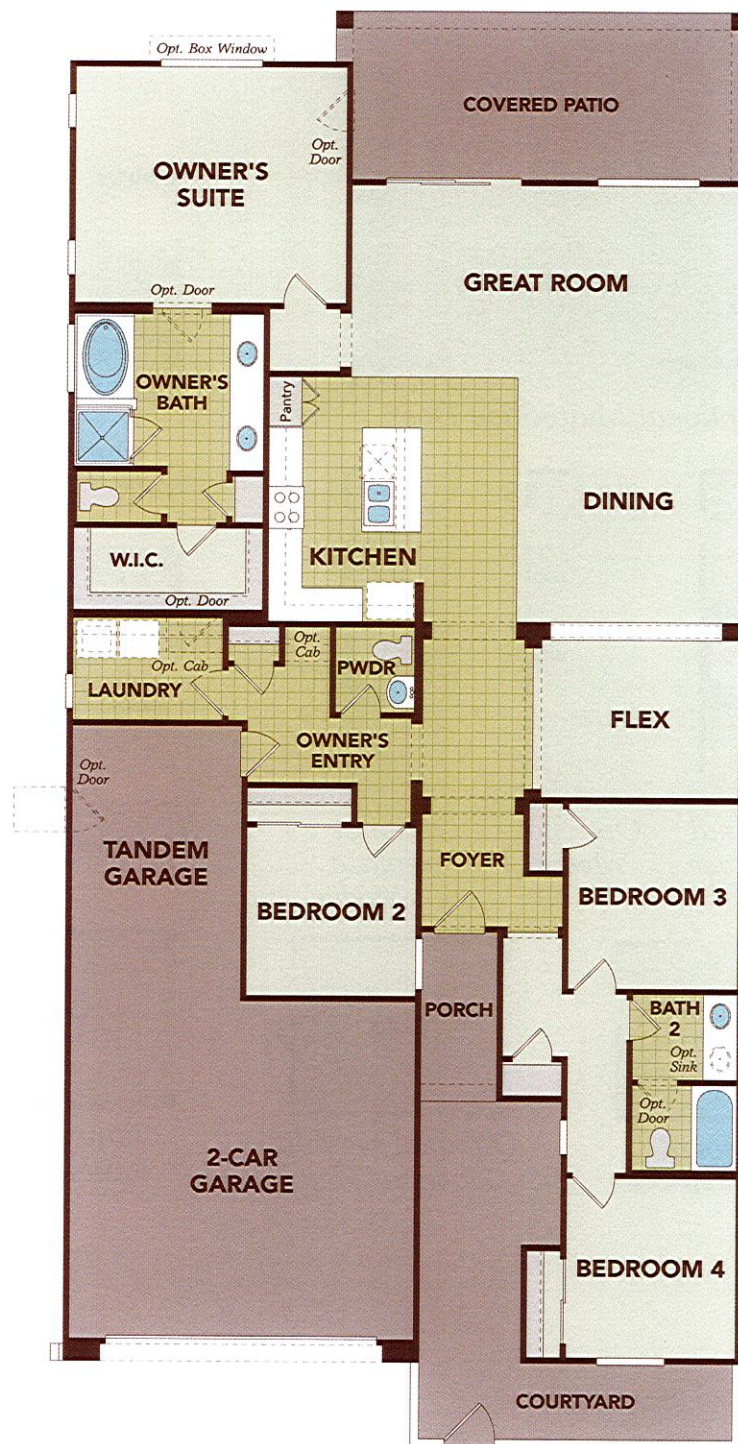 Opt. Box Window
COVERED PATIO
Opt.
Door
OWNER'S
SUITE
GREAT ROOM
Opt. Door
OWNER'S
BATH
Pantry
DINING
KITCHEN
W.I.C.
Opt. Door
Opt.
Cab
PWDR
Opt. Cab
LAUNDRY
FLEX
OWNER'S
ENTRY
Opt.
Door
TANDEM
GARAGE
FOYER
BEDROOM 3
BEDROOM 2
PORCH
BATH
2
Opt.
Sink
Opt.
Door
2-CAR
GARAGE
BEDROOM 4
COURTYARD